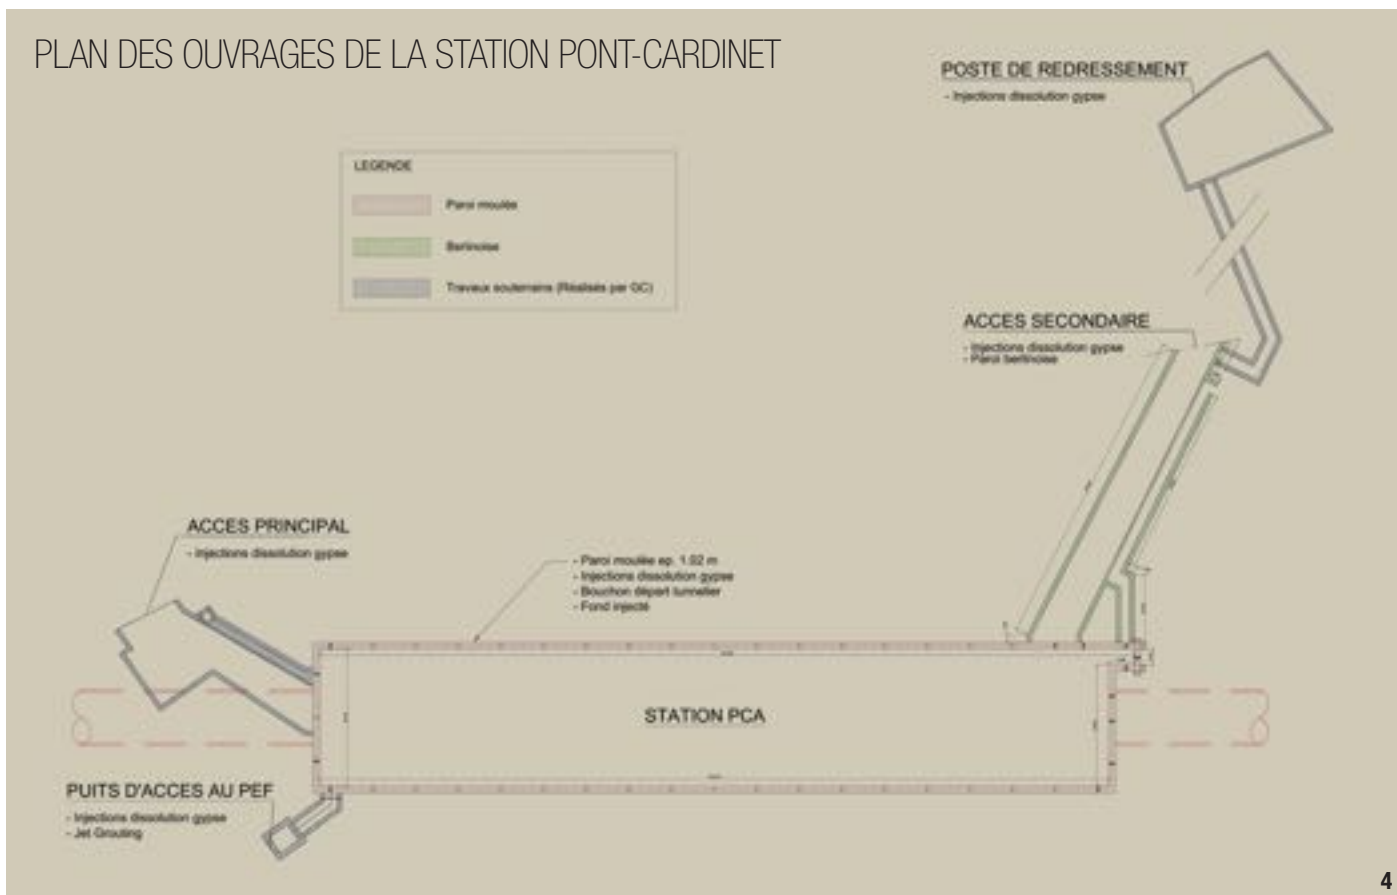 PLAN DES OUVRAGES DE LA STATION PONT-CARDINET
POSTE DE REDRESSEMENT
- Injections dissolution gypse
LEGENDE
Paroi moulée
Berlinoise
Travaux souterrains (Réalisés par GC)
ACCES SECONDAIRE
- Injections dissolution gypse
- Paroi berlinoise
ACCES PRINCIPAL
- Injections dissolution gypse
- Paroi moulée ep. 1.02 m
- Injections dissolution gypse
- Bouchon départ tunnelier
- Fond injecté
STATION PCA
PUITS D'ACCES AU PEF
- Injections dissolution gypse
- Jet Grouting
4